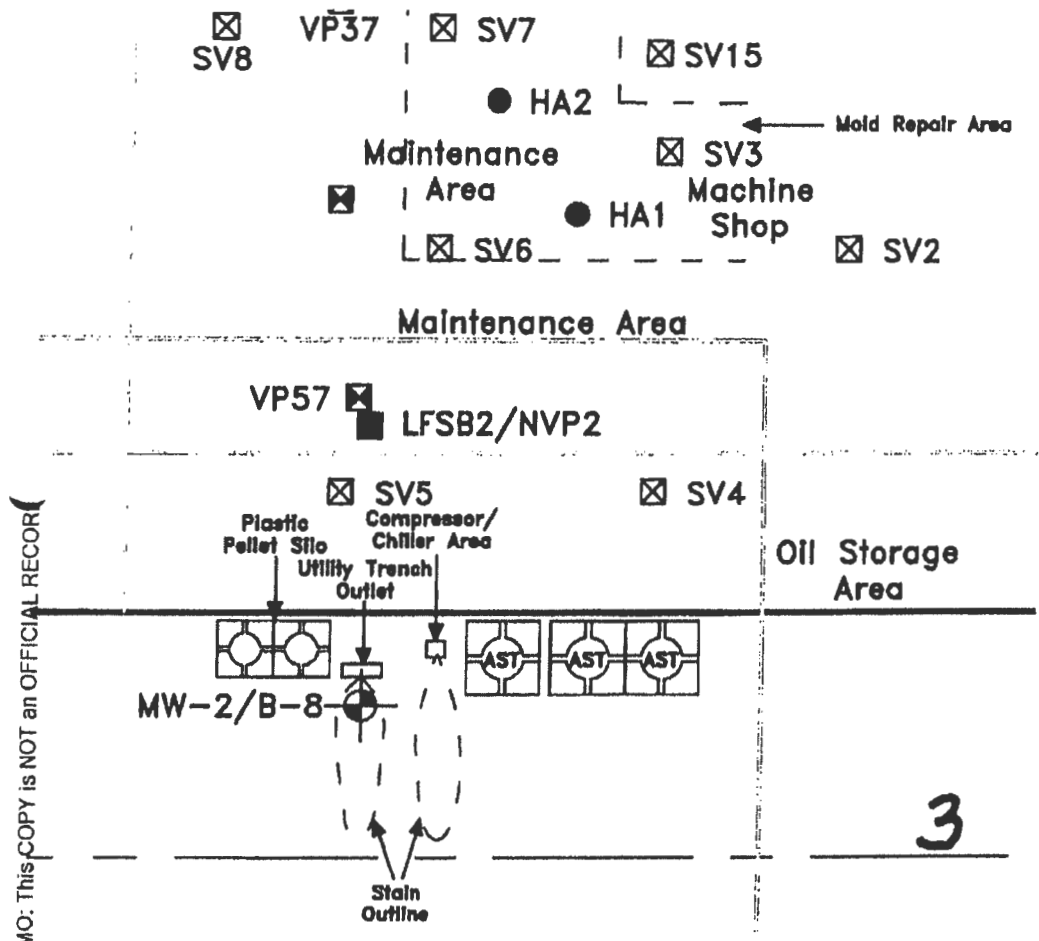 VP37
SV7
SV8
SV15
HA2
Mold Repair Area
Maintenance
Area
SV3
Machine
Shop
HA1
SV6
SV2
Maintenance Area
VP57
LFSB2/NVP2
SV5
SV4
Plastic
Pellet Silo
Compressor/
Chiller Area
Utility Trench
Outlet
Oil Storage
Area
AST
AST
AST
MW-2/B-8
3
Stain
Outline
MO: This COPY is NOT an OFFICIAL RECOR